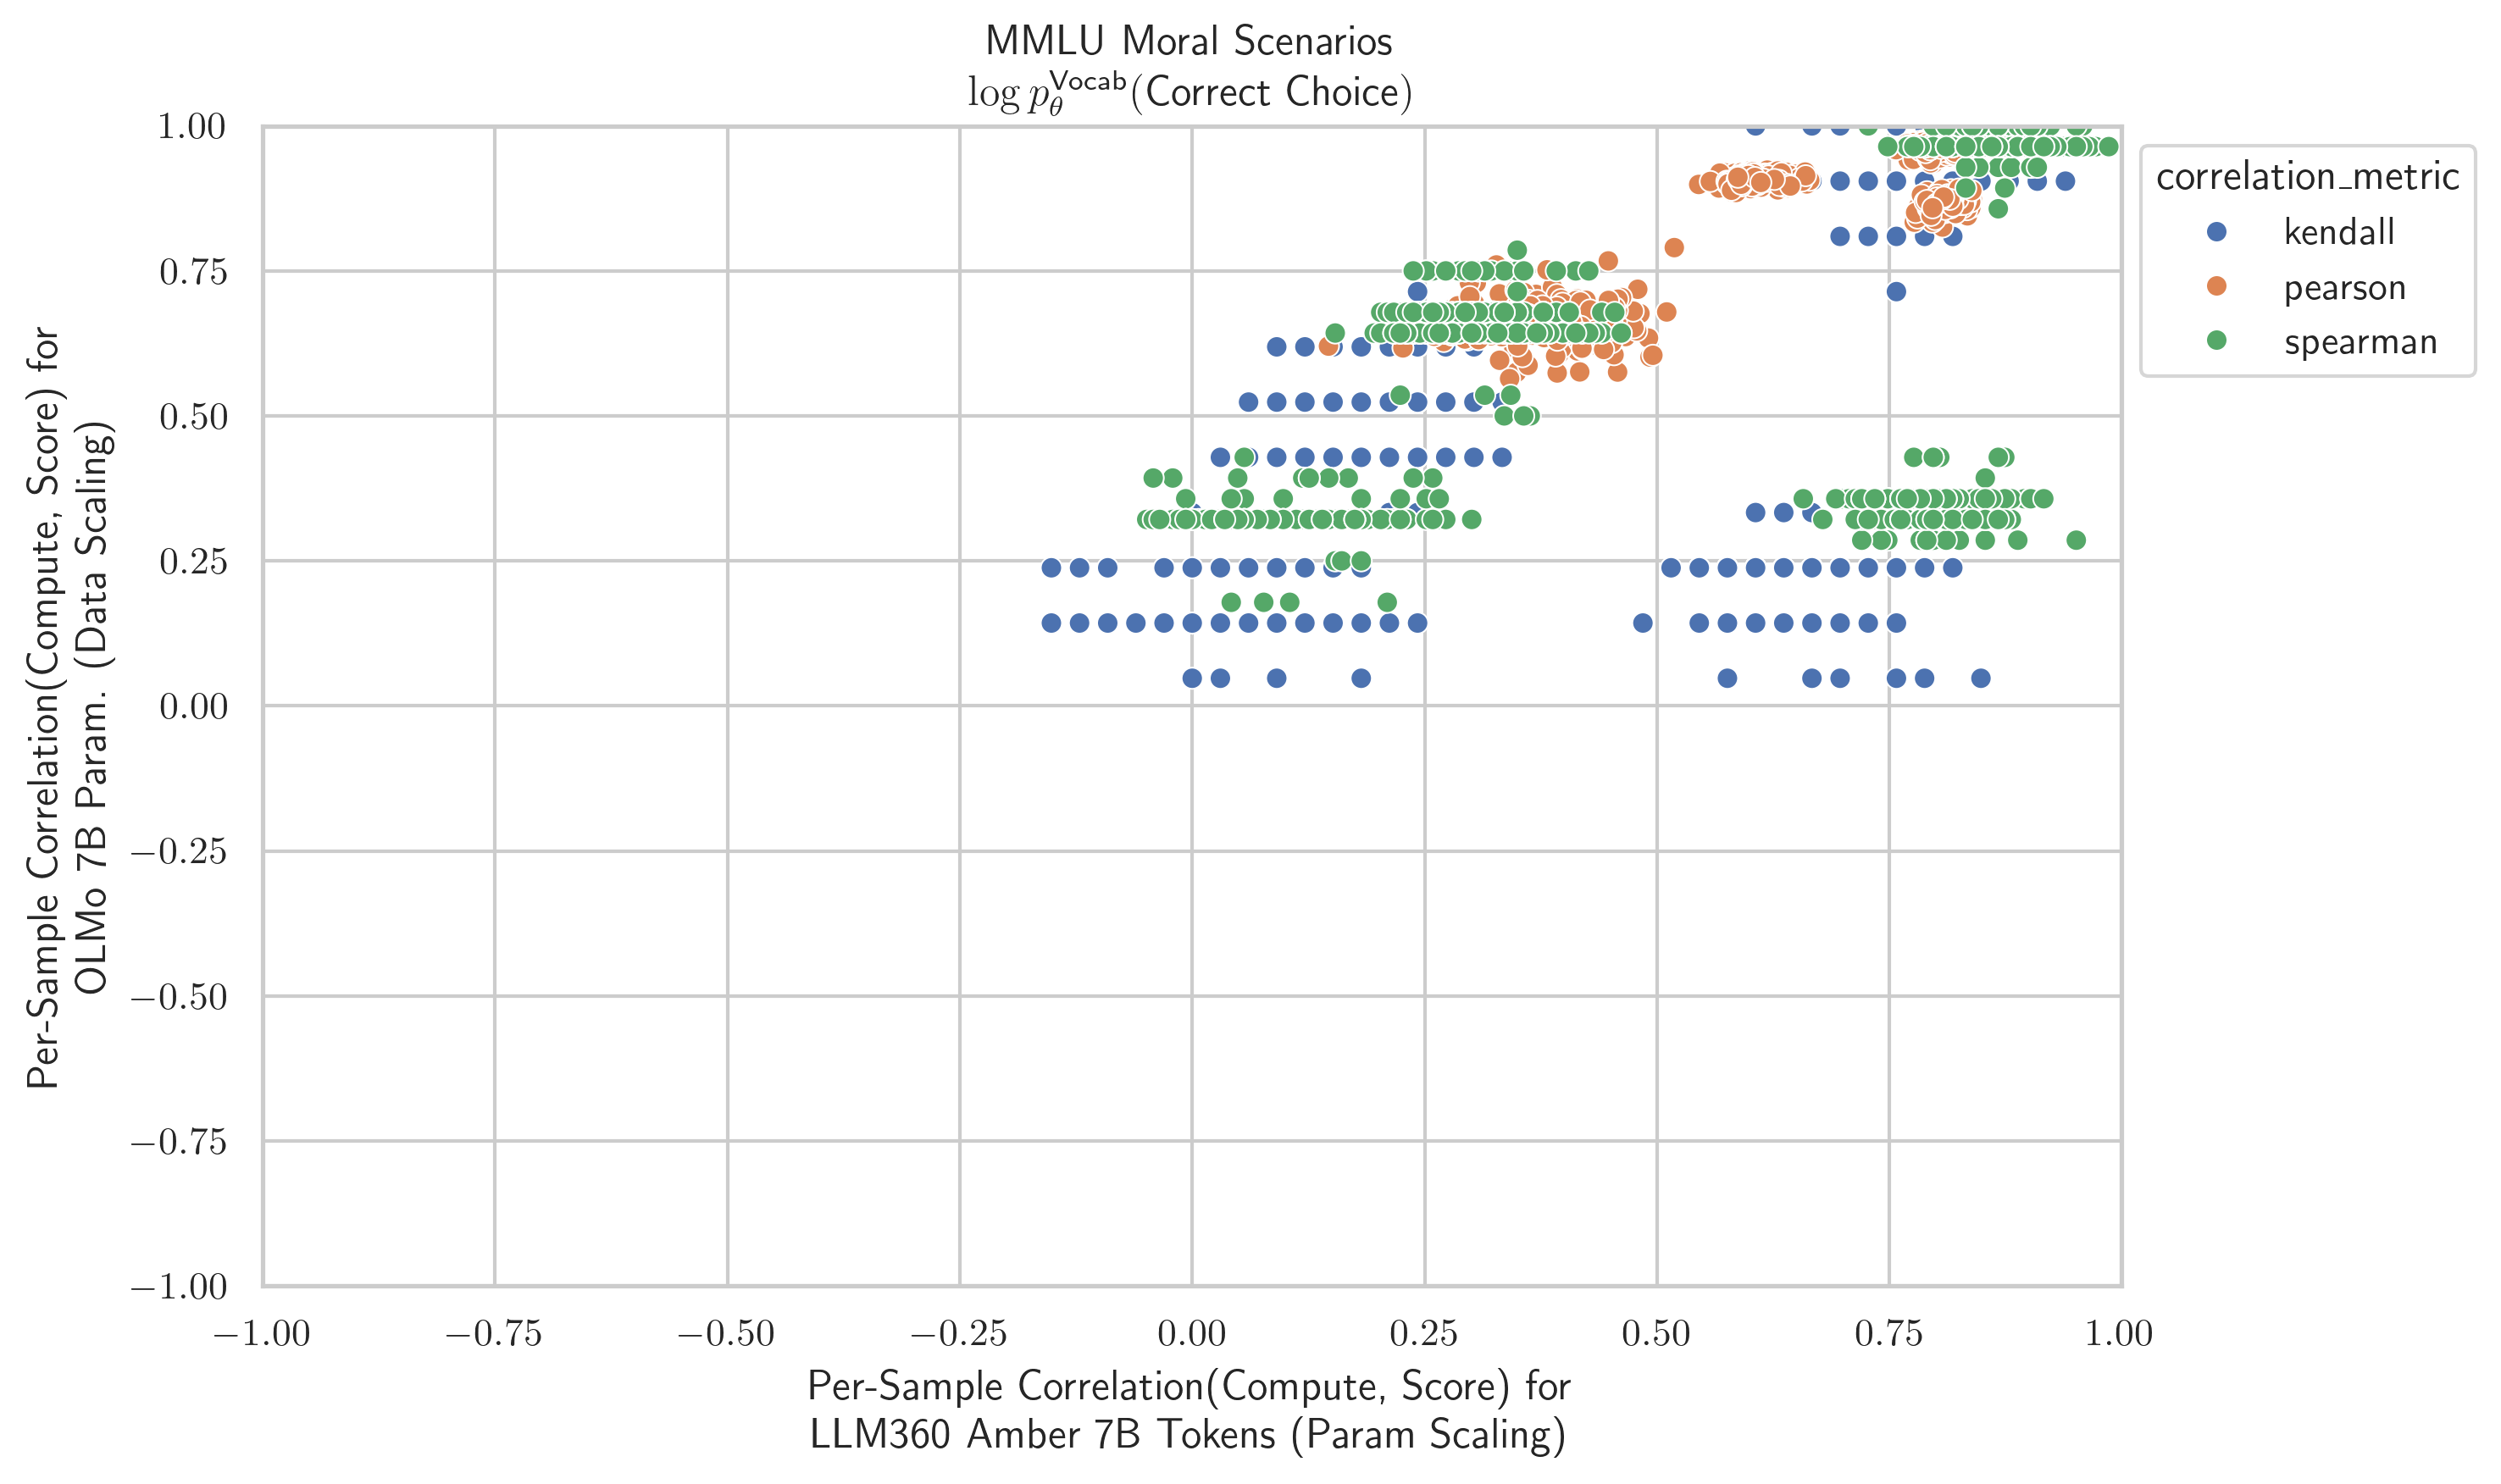 MMLU Moral Scenarios
log p_θ^Vocab(Correct Choice)
Per-Sample Correlation(Compute, Score) for
OLMo 7B Param. (Data Scaling)
1.00
0.75
0.50
0.25
0.00
−0.25
−0.50
−0.75
−1.00
−1.00 −0.75 −0.50 −0.25 0.00 0.25 0.50 0.75 1.00
Per-Sample Correlation(Compute, Score) for
LLM360 Amber 7B Tokens (Param Scaling)
correlation_metric
kendall
pearson
spearman